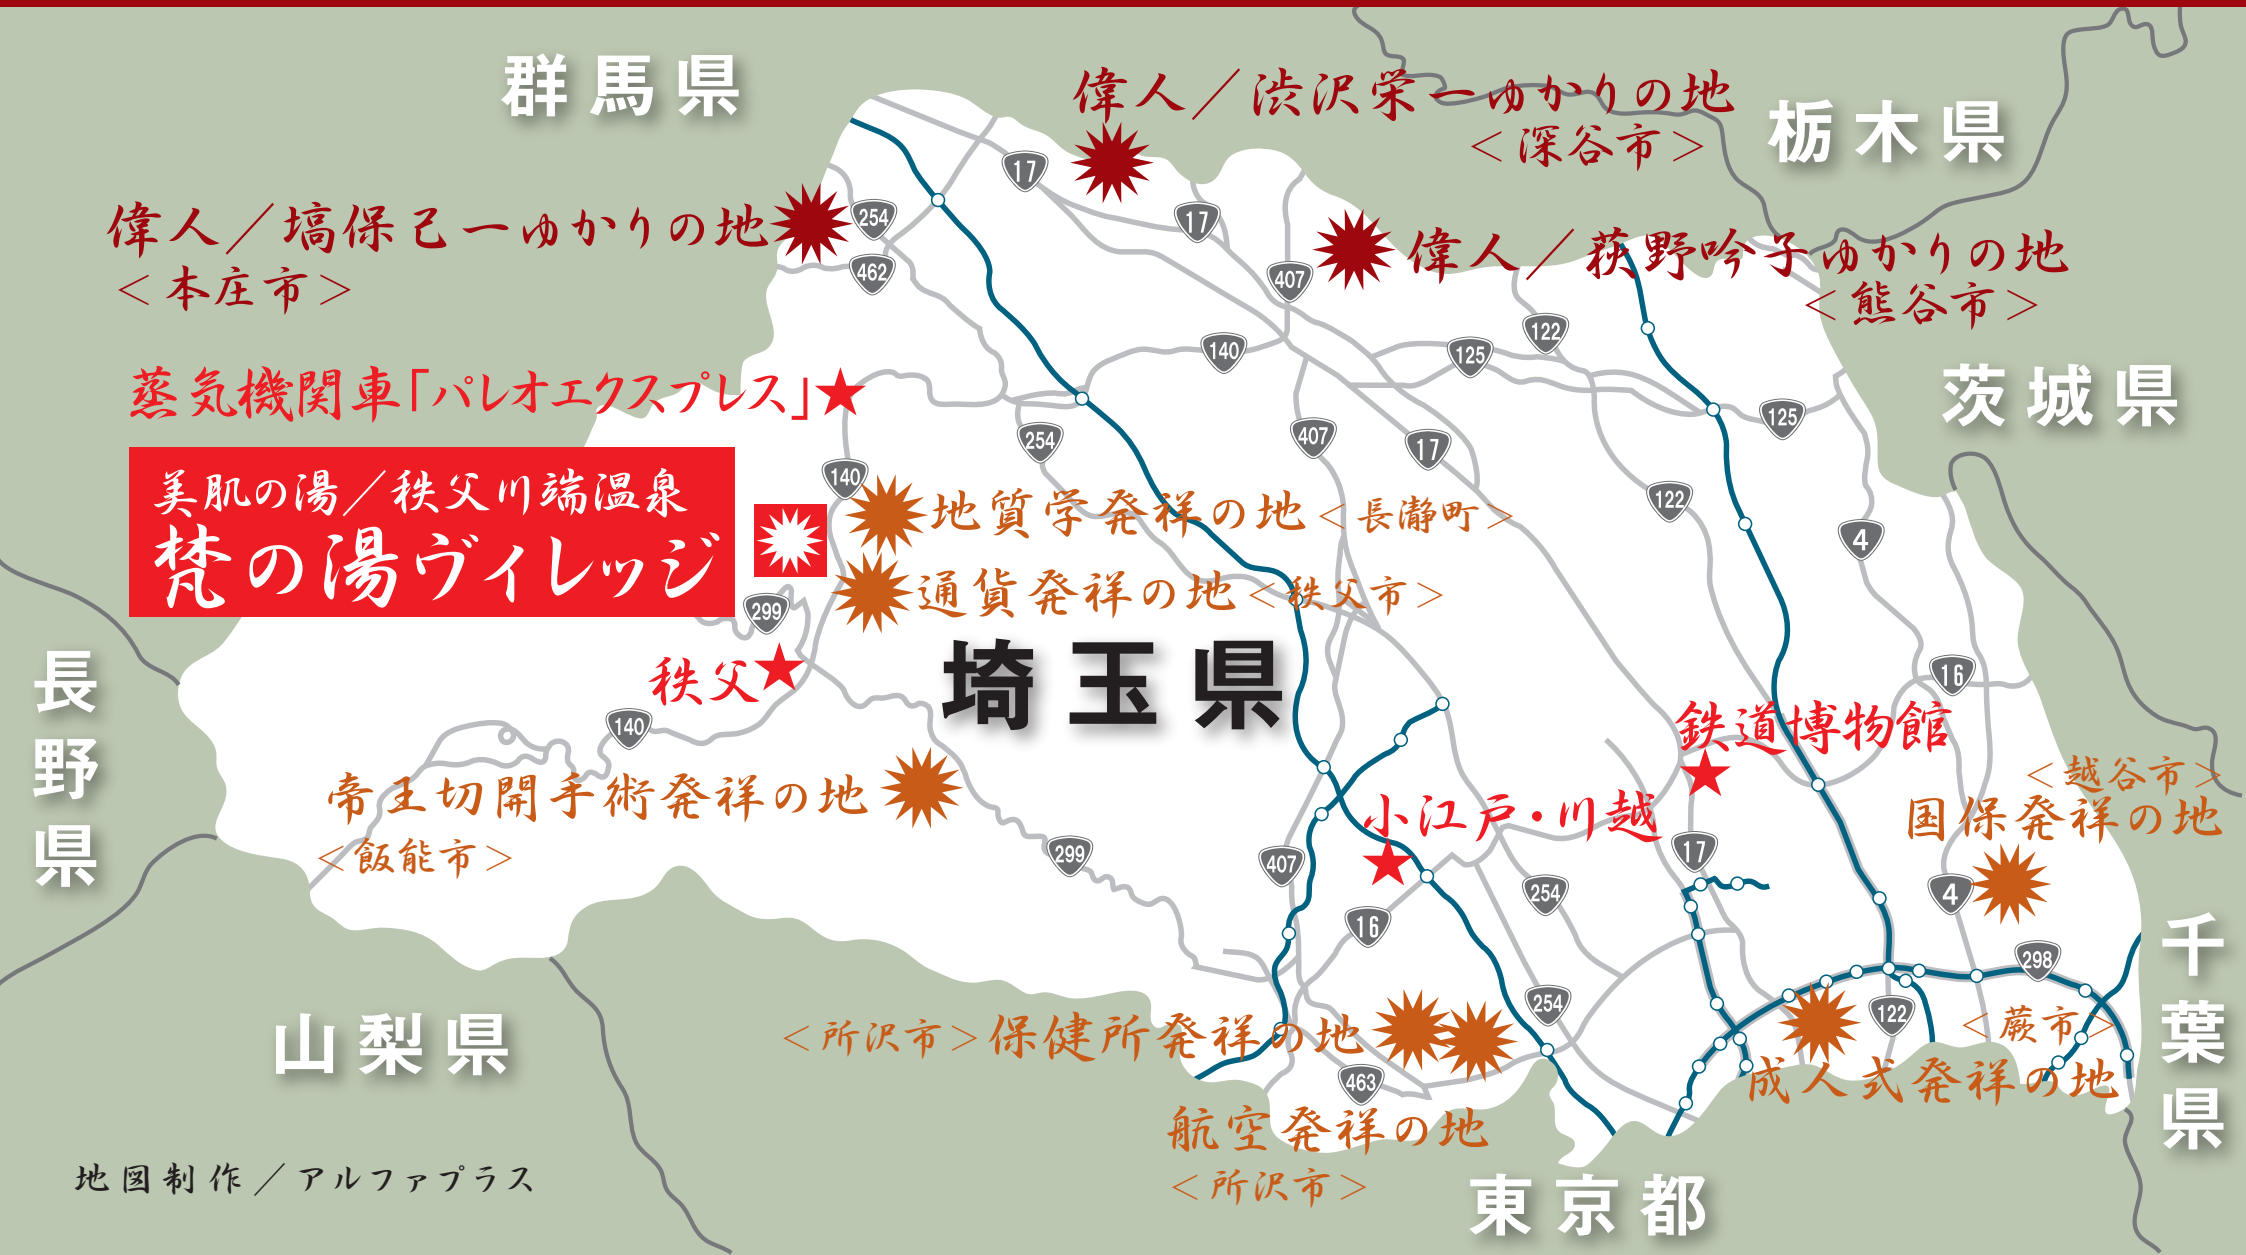 群馬県
偉人／渋沢栄一ゆかりの地
＜深谷市＞
栃木県
偉人／塙保己一ゆかりの地
＜本庄市＞
偉人／荻野吟子ゆかりの地
＜熊谷市＞
17
254
17
462
407
蒸気機関車「パレオエクスプレス」
140
125
122
茨城県
125
254
407
17
美肌の湯／秩父川端温泉
梵の湯ヴィレッジ
140
122
地質学発祥の地＜長瀞町＞
4
通貨発祥の地＜秩父市＞
299
埼玉県
長野県
秩父
16
140
鉄道博物館
帝王切開手術発祥の地
＜飯能市＞
＜越谷市＞
国保発祥の地
小江戸・川越
299
407
17
254
4
16
千葉県
298
254
122
山梨県
＜所沢市＞保健所発祥の地
＜蕨市＞
成人式発祥の地
463
航空発祥の地
＜所沢市＞
地図制作／アルファプラス
東京都